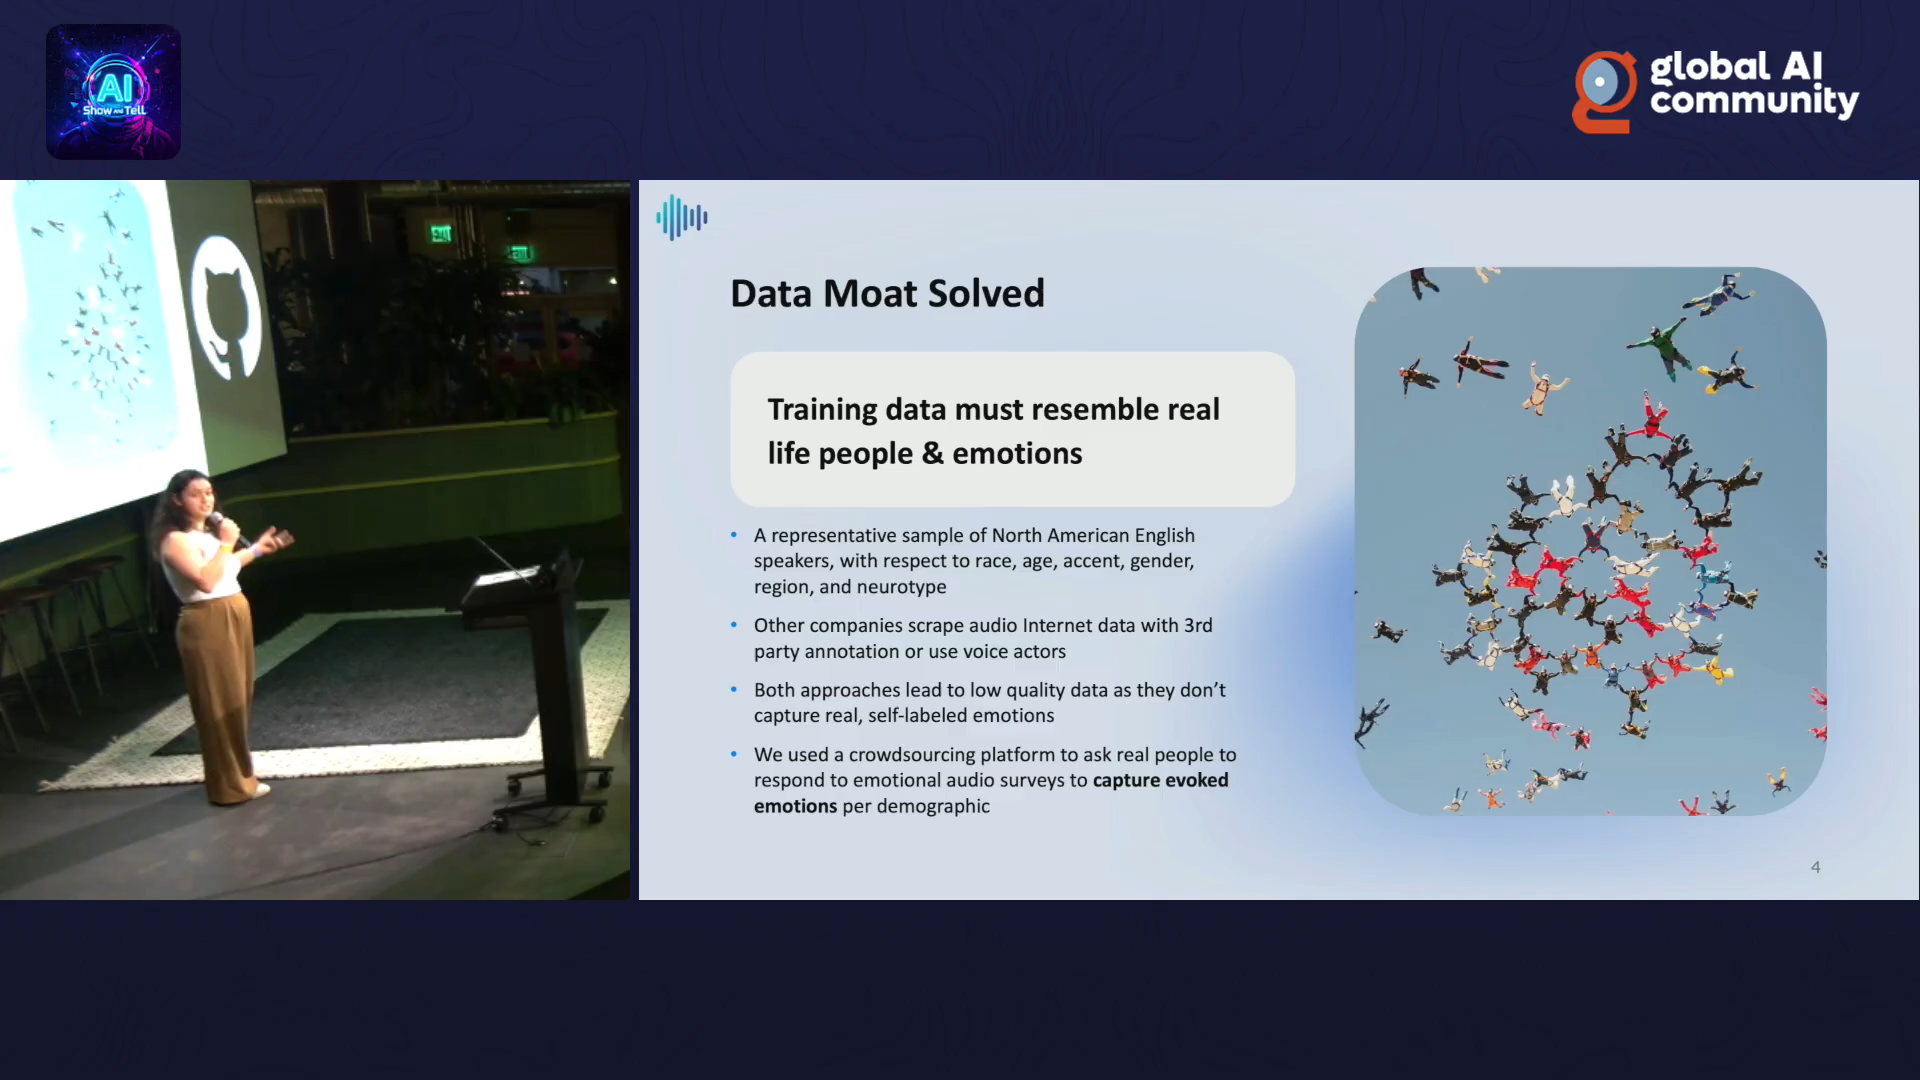 AI
Show AND Tell
global AI
community
EXIT
EXIT
Data Moat Solved
Training data must resemble real
life people & emotions
• A representative sample of North American English
speakers, with respect to race, age, accent, gender,
region, and neurotype
• Other companies scrape audio Internet data with 3rd
party annotation or use voice actors
• Both approaches lead to low quality data as they don’t
capture real, self-labeled emotions
• We used a crowdsourcing platform to ask real people to
respond to emotional audio surveys to capture evoked
emotions per demographic
4